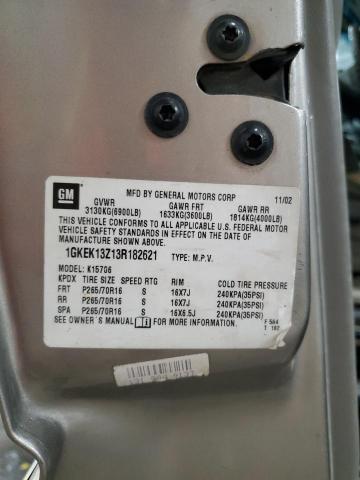 GM
MFD BY GENERAL MOTORS CORP 11/02
GVWR GAWR FRT GAWR RR
3130KG(6900LB) 1633KG(3600LB) 1814KG(4000LB)
THIS VEHICLE CONFORMS TO ALL APPLICABLE U.S. FEDERAL MOTOR
VEHICLE SAFETY STANDARDS IN EFFECT ON THE DATE OF
MANUFACTURE SHOWN ABOVE.
1GKEK13Z13R182621 TYPE: M.P.V.
MODEL: K15706
KPDX TIRE SIZE SPEED RTG RIM COLD TIRE PRESSURE
FRT P265/70R16 S 16X7J 240KPA(35PSI)
RR P265/70R16 S 16X7J 240KPA(35PSI)
SPA P265/70R16 S 16X6.5J 240KPA(35PSI)
SEE OWNER'S MANUAL FOR MORE INFORMATION.